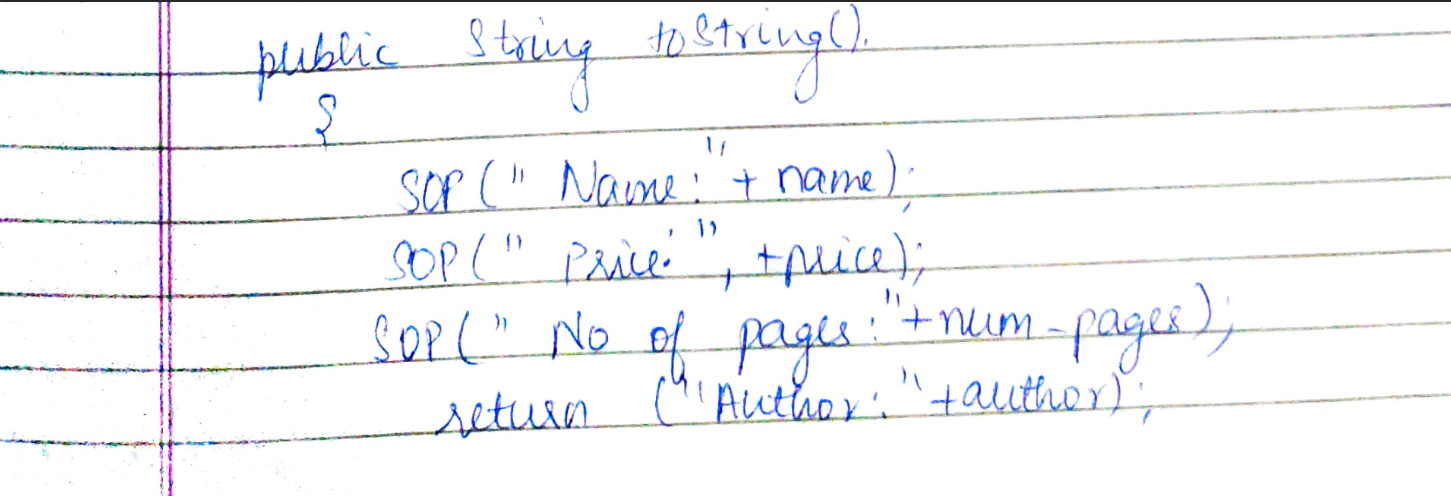 public String toString().
{
SOP (" Name: " + name);
SOP (" Price: ", +price);
SOP (" No of pages: "+num-pages);
return ("Author: "+author);